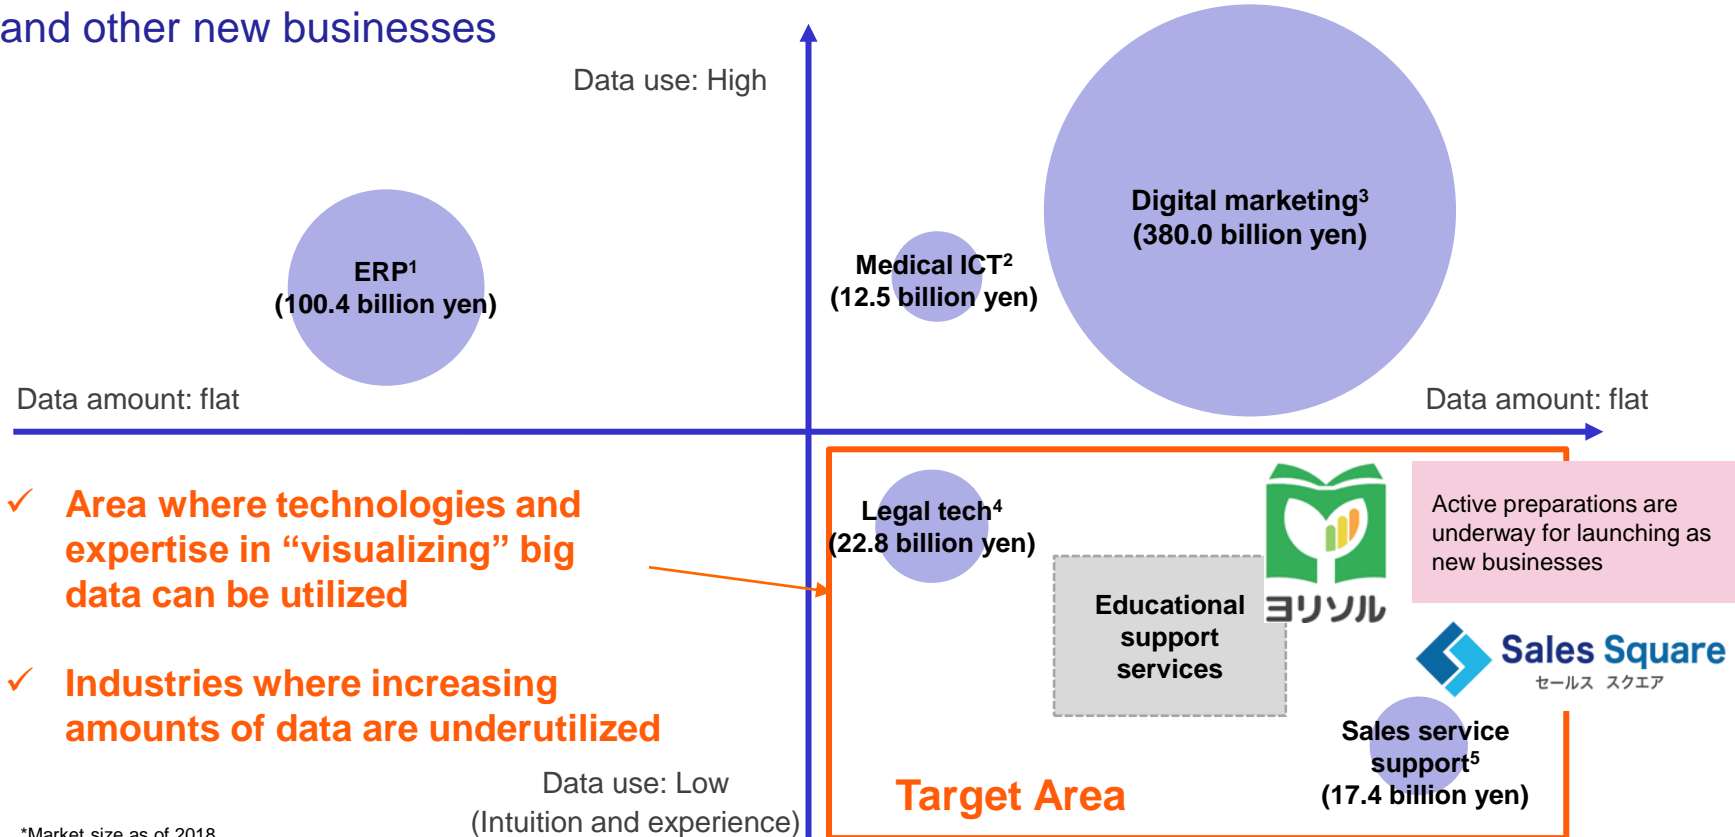 and other new businesses
Data use: High
Digital marketing³
(380.0 billion yen)
ERP¹
(100.4 billion yen)
Medical ICT²
(12.5 billion yen)
Data amount: flat
Data amount: flat
✓ Area where technologies and
expertise in “visualizing” big
data can be utilized
✓ Industries where increasing
amounts of data are underutilized
Legal tech⁴
(22.8 billion yen)
Educational
support
services
ヨリソル
Active preparations are
underway for launching as
new businesses
Sales Square
セールス スクエア
Sales service
support⁵
(17.4 billion yen)
Target Area
Data use: Low
(Intuition and experience)
*Market size as of 2018